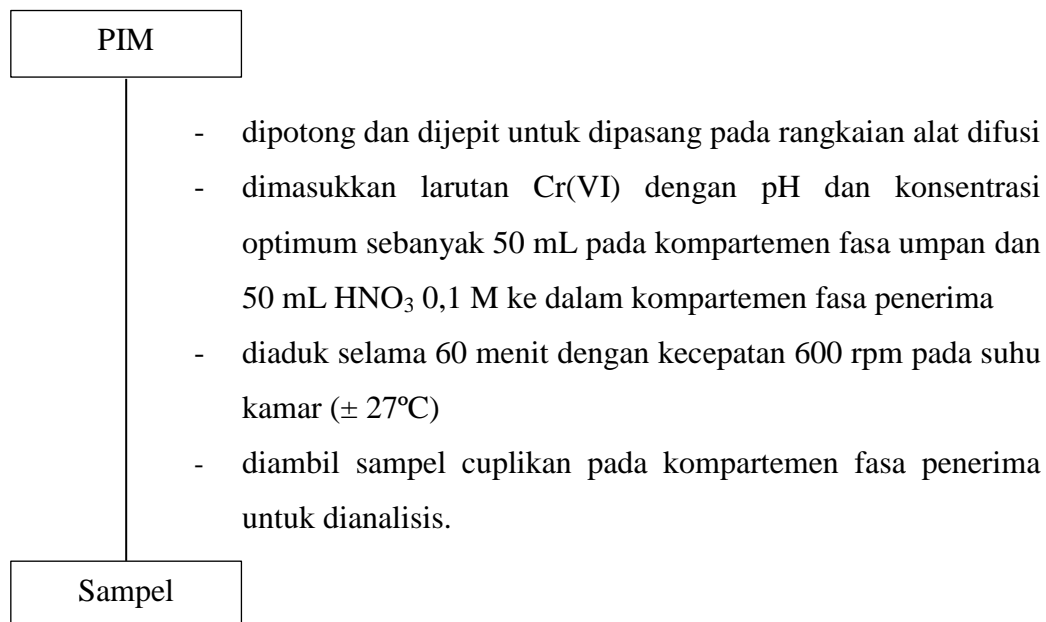 PIM
- dipotong dan dijepit untuk dipasang pada rangkaian alat difusi
- dimasukkan larutan Cr(VI) dengan pH dan konsentrasi
optimum sebanyak 50 mL pada kompartemen fasa umpan dan
50 mL HNO₃ 0,1 M ke dalam kompartemen fasa penerima
- diaduk selama 60 menit dengan kecepatan 600 rpm pada suhu
kamar (± 27ºC)
- diambil sampel cuplikan pada kompartemen fasa penerima
untuk dianalisis.
Sampel